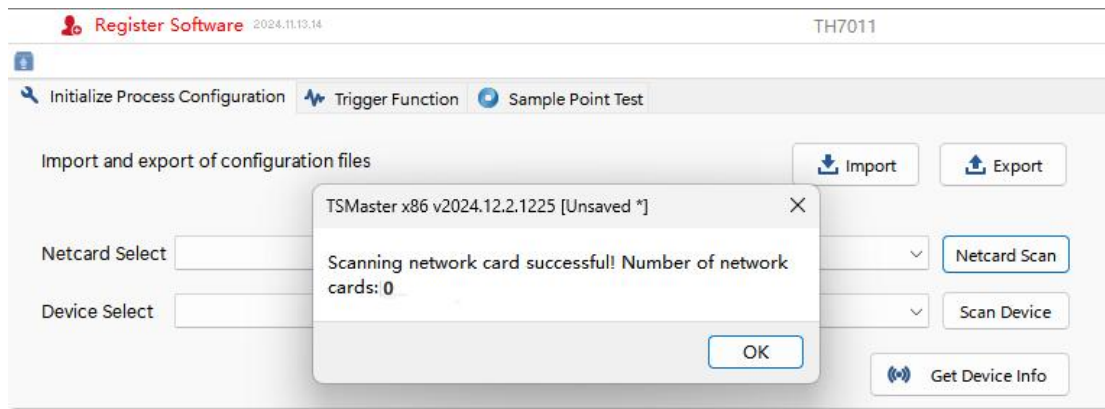 Register Software 2024.11.13.14 TH7011
Initialize Process Configuration Trigger Function Sample Point Test
Import and export of configuration files Import Export
TSMaster x86 v2024.12.2.1225 [Unsaved *]
Netcard Select Netcard Scan
Scanning network card successful! Number of network
cards: 0
Device Select Scan Device
OK
Get Device Info